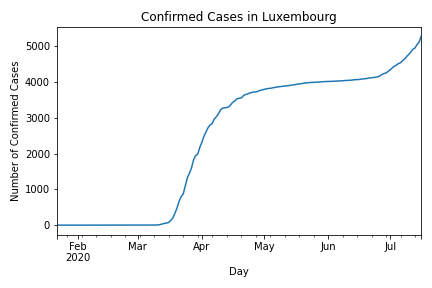 Confirmed Cases in Luxembourg
Number of Confirmed Cases
5000
4000
3000
2000
1000
0
Feb Mar Apr May Jun Jul
2020
Day